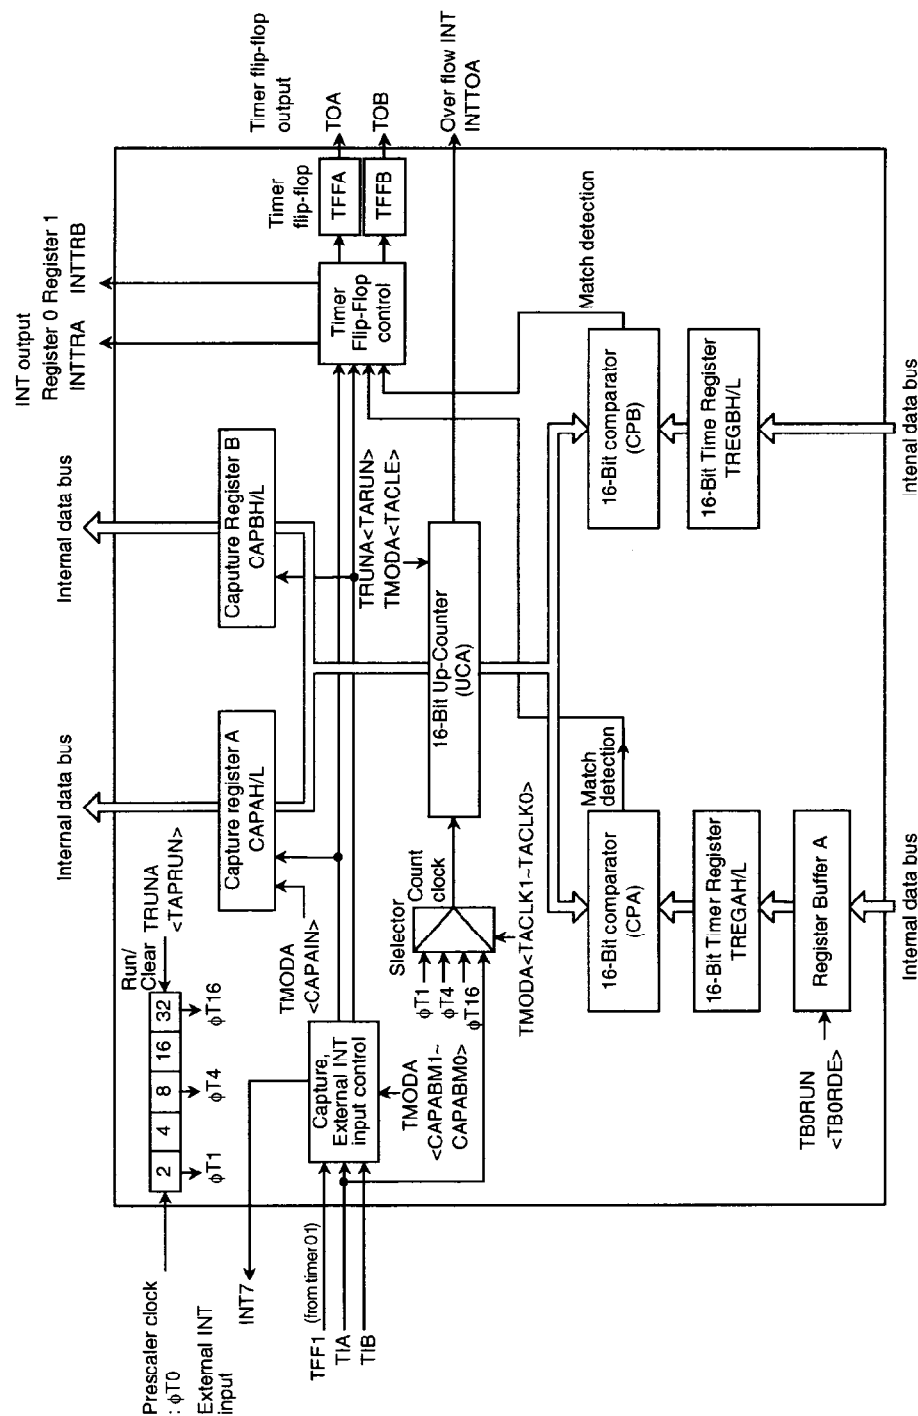 Prescaler clock
: ϕT0
External INT
input
2
4
8
16
32
ϕT1
ϕT4
ϕT16
Run/
Clear
TRUNA
<TAPRUN>
Internal data bus
Internal data bus
INT output
Register 0
Register 1
INTTRA
INTTRB
INT7
TFF1
(from timer 01)
TIA
TIB
Capture,
External INT
input control
TMODA
<CAPAIN>
Capture register A
CAPAH/L
Caputure Register B
CAPBH/L
Timer
Flip-Flop
control
Timer
flip-flop
TFFA
TFFB
Timer flip-flop
output
TOA
TOB
TMODA
<CAPABM1~
CAPABM0>
Slelector
Count
clock
ϕT1
ϕT4
ϕT16
TMODA<TACLK1~TACLK0>
TRUNA<TARUN>
TMODA<TACLE>
16-Bit Up-Counter
(UCA)
Over flow INT
INTTOA
Match
detection
Match detection
16-Bit comparator
(CPA)
16-Bit comparator
(CPB)
16-Bit Timer Register
TREGAH/L
16-Bit Time Register
TREGBH/L
Register Buffer A
TB0RUN
<TB0RDE>
Internal data bus
Intenal data bus